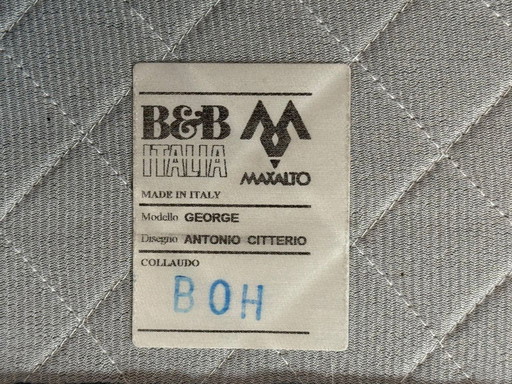 B&B
ITALIA
MAXALTO
MADE IN ITALY
Modello GEORGE
Disegno ANTONIO CITTERIO
COLLAUDO
BOH